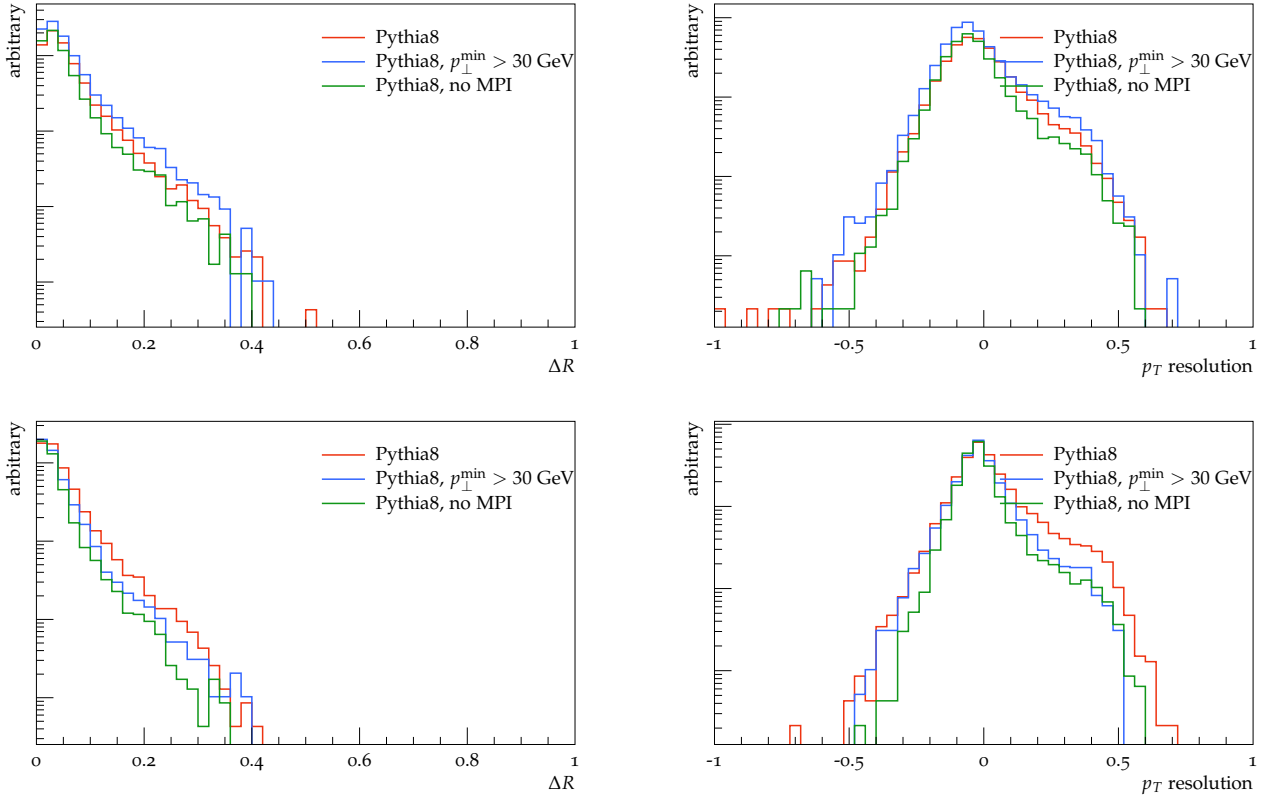 arbitrary
Pythia8
Pythia8, p⊥^min > 30 GeV
Pythia8, no MPI
0 0.2 0.4 0.6 0.8 1
ΔR
arbitrary
Pythia8
Pythia8, p⊥^min > 30 GeV
Pythia8, no MPI
-1 -0.5 0 0.5 1
p_T resolution
arbitrary
Pythia8
Pythia8, p⊥^min > 30 GeV
Pythia8, no MPI
0 0.2 0.4 0.6 0.8 1
ΔR
arbitrary
Pythia8
Pythia8, p⊥^min > 30 GeV
Pythia8, no MPI
-1 -0.5 0 0.5 1
p_T resolution